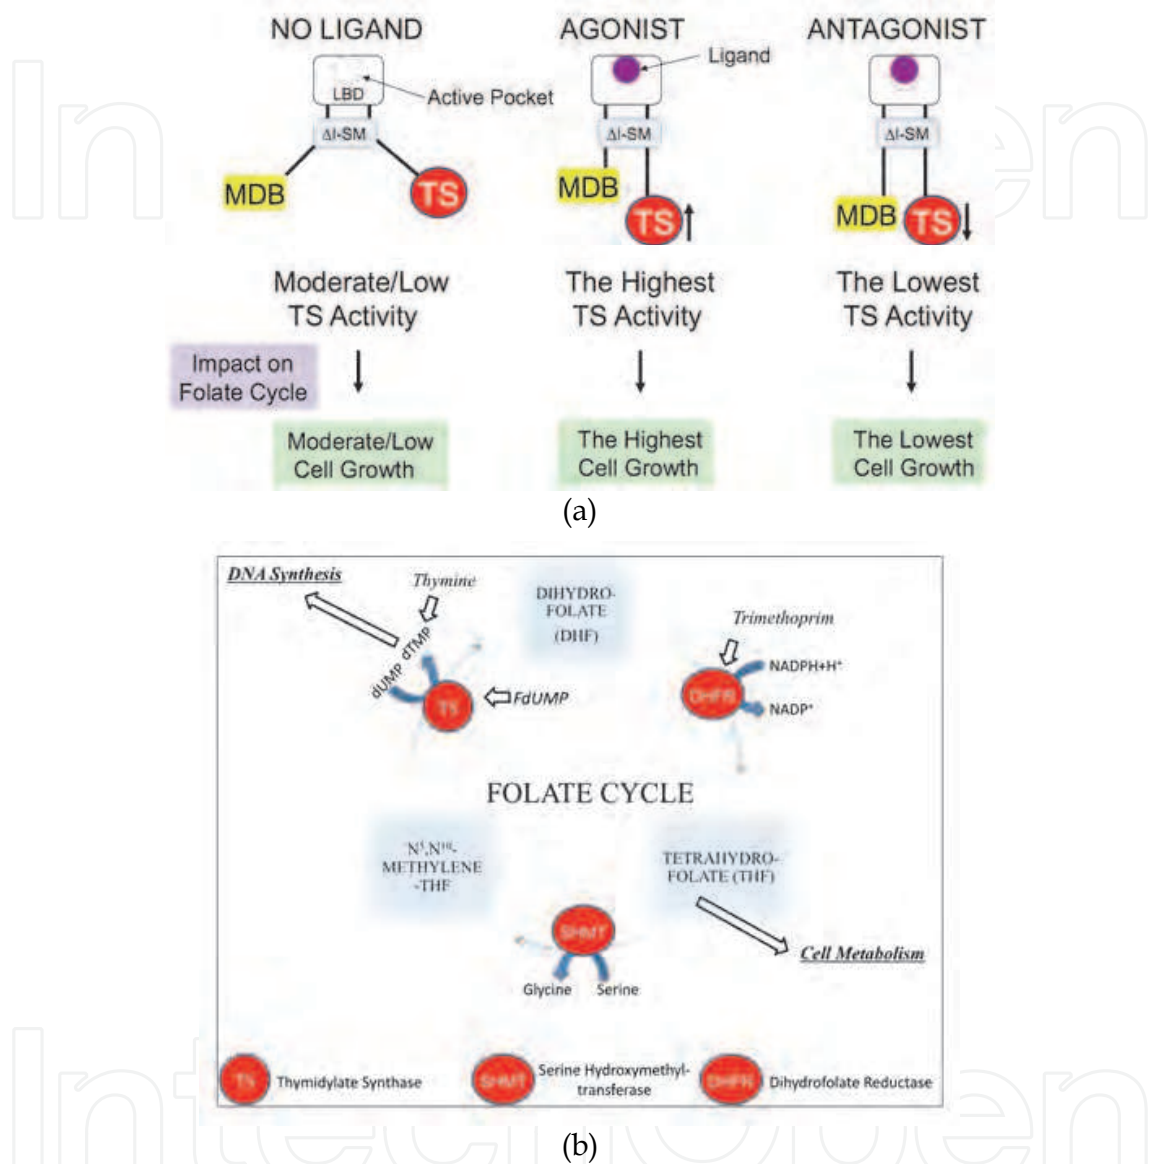 NO LIGAND
AGONIST
ANTAGONIST
Ligand
LBD
Active Pocket
ΔI-SM
ΔI-SM
ΔI-SM
MDB
TS
MDB
TS
MDB
TS
Moderate/Low
TS Activity
The Highest
TS Activity
The Lowest
TS Activity
Impact on
Folate Cycle
Moderate/Low
Cell Growth
The Highest
Cell Growth
The Lowest
Cell Growth
(a)
DNA Synthesis
Thymine
DIHYDRO-
FOLATE
(DHF)
Trimethoprim
dTMP
dUMP
TS
FdUMP
DHFR
NADPH+H⁺
NADP⁺
FOLATE CYCLE
N⁵,N¹⁰-
METHYLENE
-THF
TETRAHYDRO-
FOLATE (THF)
SHMT
Cell Metabolism
Glycine
Serine
TS
Thymidylate Synthase
SHMT
Serine Hydroxymethyl-
transferase
DHFR
Dihydrofolate Reductase
(b)
IntechOpen